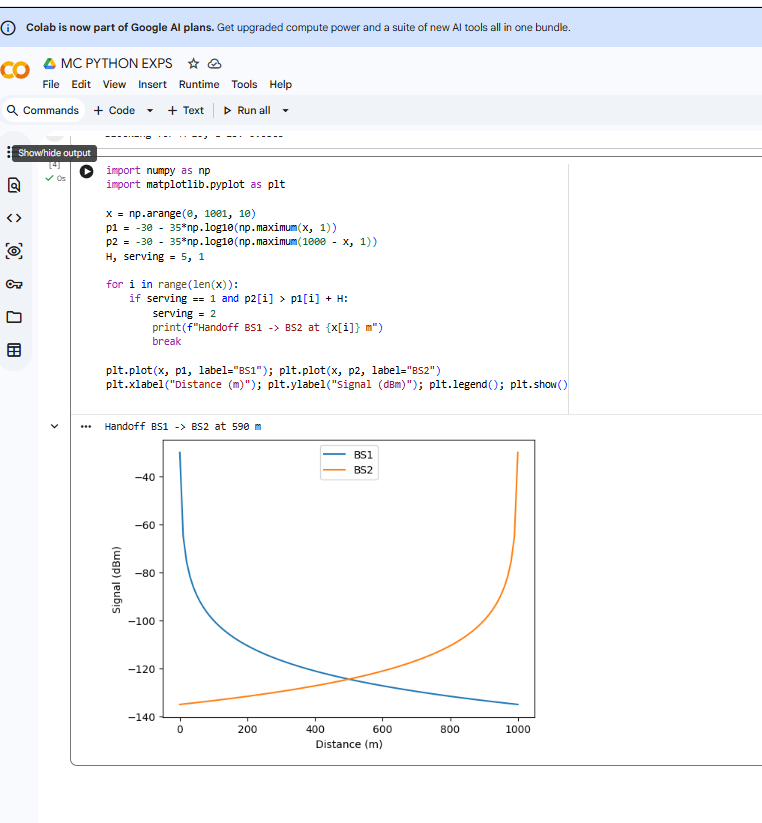 Colab is now part of Google AI plans. Get upgraded compute power and a suite of new AI tools all in one bundle.
MC PYTHON EXPS
File Edit View Insert Runtime Tools Help
Commands + Code + Text Run all
Show/hide output
[4]
0s
import numpy as np
import matplotlib.pyplot as plt
x = np.arange(0, 1001, 10)
p1 = -30 - 35*np.log10(np.maximum(x, 1))
p2 = -30 - 35*np.log10(np.maximum(1000 - x, 1))
H, serving = 5, 1
for i in range(len(x)):
    if serving == 1 and p2[i] > p1[i] + H:
        serving = 2
        print(f"Handoff BS1 -> BS2 at {x[i]} m")
        break
plt.plot(x, p1, label="BS1"); plt.plot(x, p2, label="BS2")
plt.xlabel("Distance (m)"); plt.ylabel("Signal (dBm)"); plt.legend(); plt.show()
Handoff BS1 -> BS2 at 590 m
BS1
BS2
−40
−60
−80
−100
−120
−140
Signal (dBm)
0 200 400 600 800 1000
Distance (m)